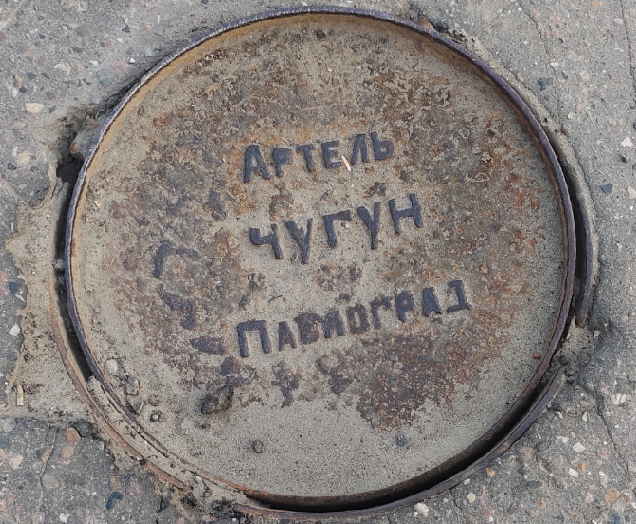 Артель
чугун
Павлоград